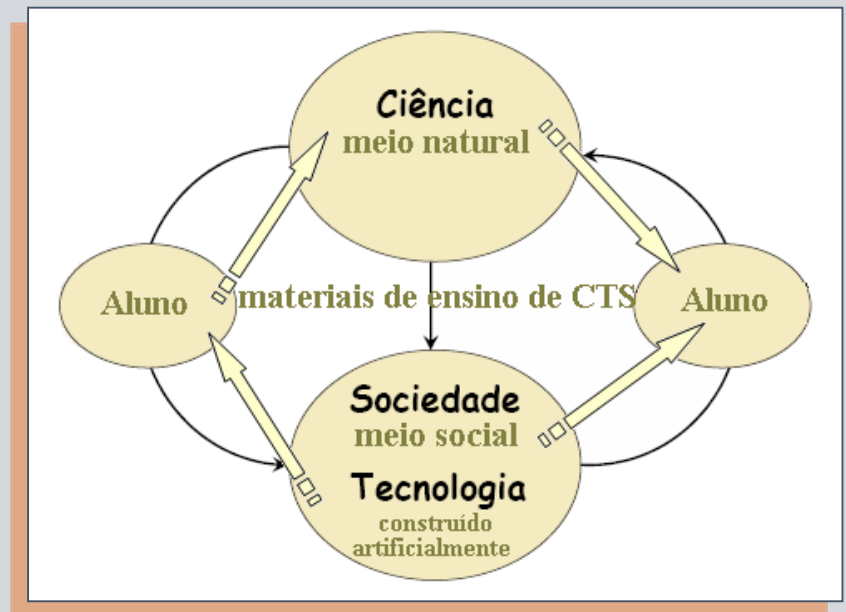 Ciência
meio natural
Aluno
materiais de ensino de CTS
Aluno
Sociedade
meio social
Tecnologia
construído
artificialmente